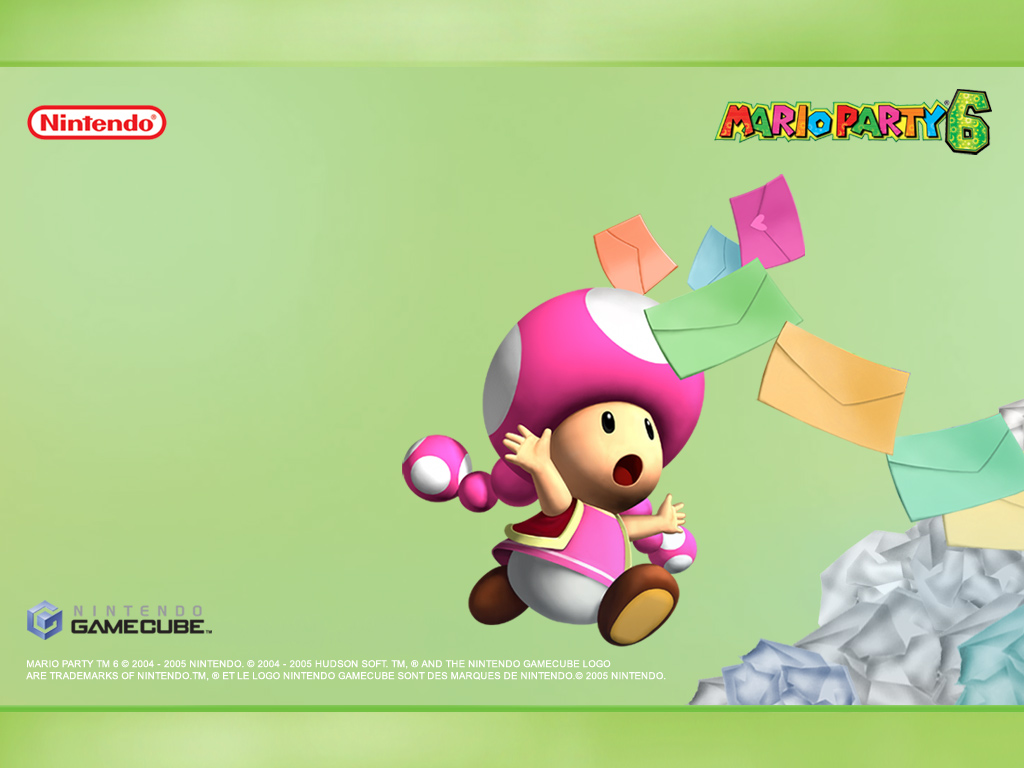 Nintendo®
MARIO PARTY 6
NINTENDO
GAMECUBE™
MARIO PARTY TM 6 © 2004 - 2005 NINTENDO. © 2004 - 2005 HUDSON SOFT. TM, ® AND THE NINTENDO GAMECUBE LOGO
ARE TRADEMARKS OF NINTENDO.TM, ® ET LE LOGO NINTENDO GAMECUBE SONT DES MARQUES DE NINTENDO.© 2005 NINTENDO.